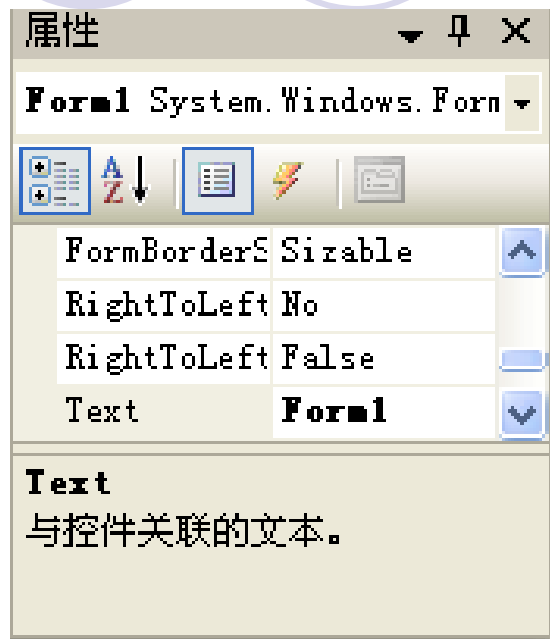 属性
Form1 System.Windows.Forn
A
Z
FormBorderS Sizable
RightToLeft No
RightToLeft False
Text Form1
Text
与控件关联的文本。